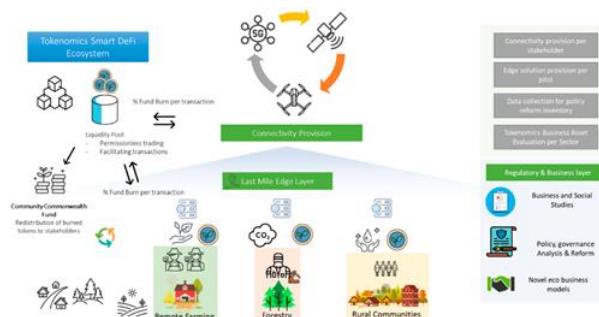 Tokenomics Smart DeFi
Ecosystem
% Fund Burn per transaction
Liquidity Pool
- Permissionless trading
- Facilitating transactions
% Fund Burn per transaction
Community Commonwealth
Fund
Redistribution of burned
tokens to stakeholders
5G
Connectivity Provision
Last Mile Edge Layer
CO2
Remote Farming
Forestry
Rural Communities
Connectivity provision per
stakeholder
Edge solution provision per
pilot
Data collection for policy
reform inventory
Tokenomics Business Asset
Evaluation per Sector
Regulatory & Business layer
Business and Social
Studies
Policy, governance
Analysis & Reform
Novel eco business
models